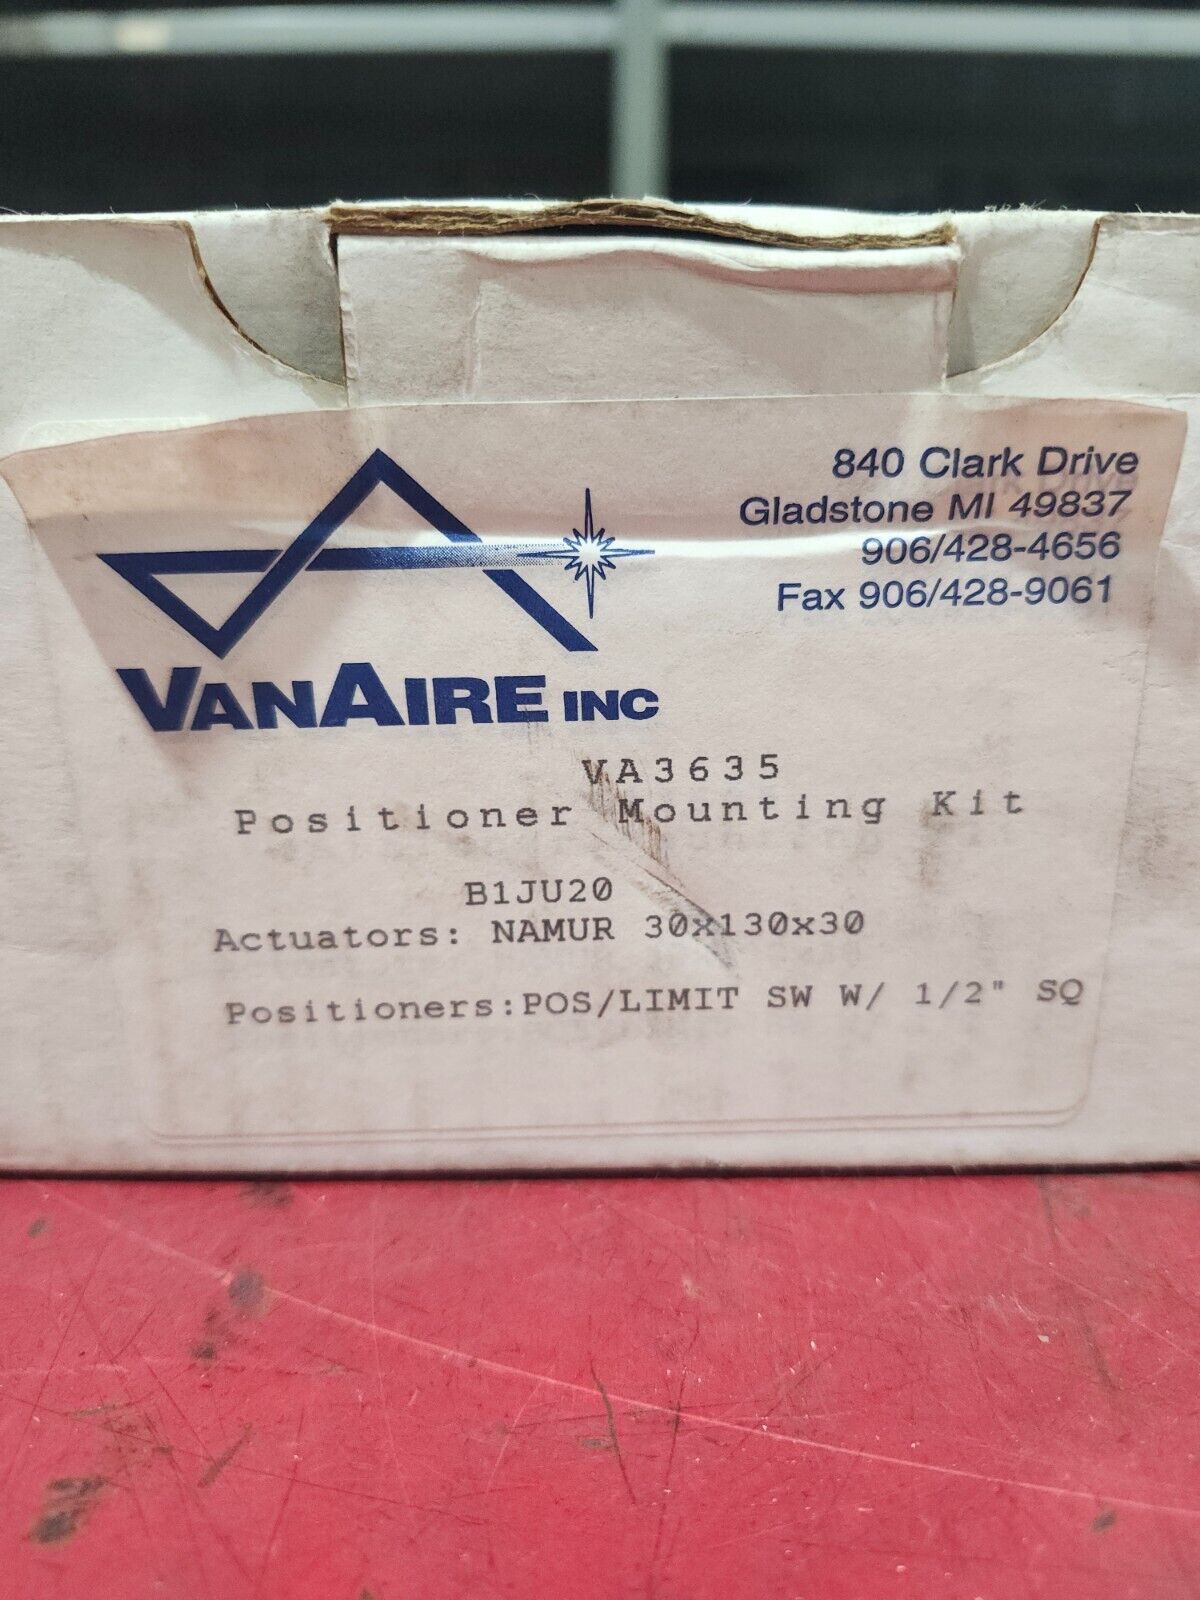 840 Clark Drive
Gladstone MI 49837
906/428-4656
Fax 906/428-9061
VANAIRE INC
VA3635
Positioner Mounting Kit
B1JU20
Actuators: NAMUR 30x130x30
Positioners:POS/LIMIT SW W/ 1/2" SQ